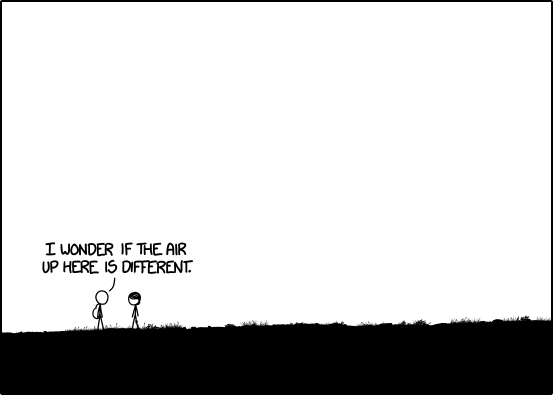 I WONDER IF THE AIR
UP HERE IS DIFFERENT.